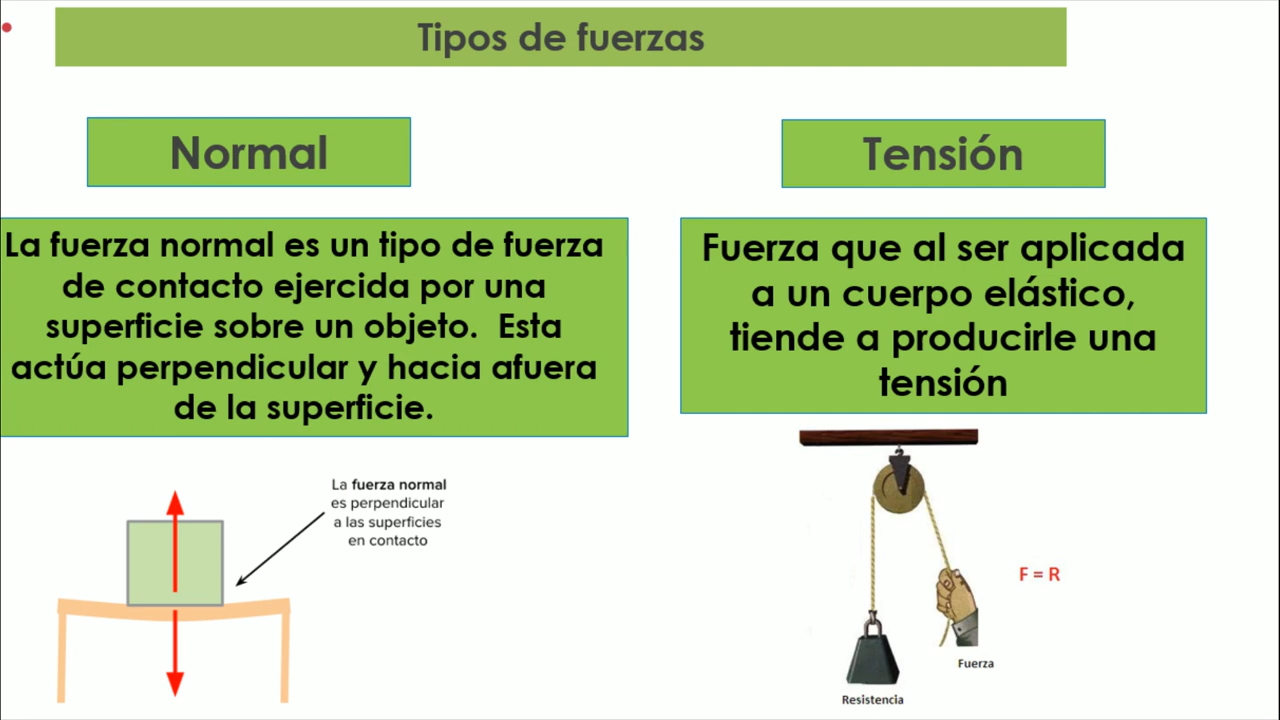 Tipos de fuerzas
Normal
La fuerza normal es un tipo de fuerza
de contacto ejercida por una
superficie sobre un objeto.  Esta
actúa perpendicular y hacia afuera
de la superficie.
La fuerza normal
es perpendicular
a las superficies
en contacto
Tensión
Fuerza que al ser aplicada
a un cuerpo elástico,
tiende a producirle una
tensión
F = R
Fuerza
Resistencia